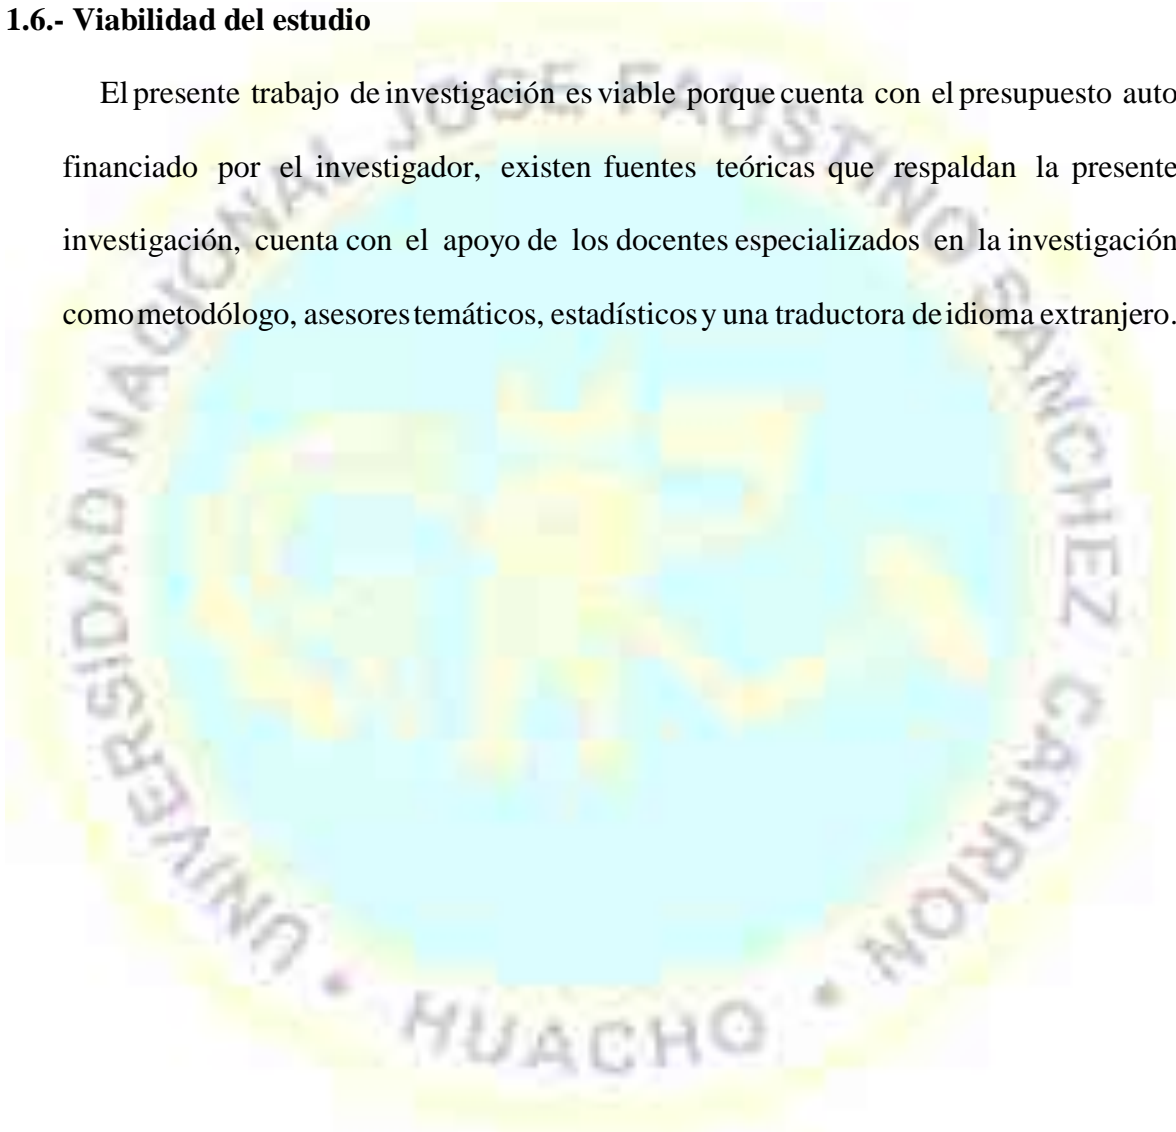 1.6.- Viabilidad del estudio
El presente trabajo de investigación es viable porque cuenta con el presupuesto auto
financiado por el investigador, existen fuentes teóricas que respaldan la presente
investigación, cuenta con el apoyo de los docentes especializados en la investigación
como metodólogo, asesores temáticos, estadísticos y una traductora de idioma extranjero.
UNIVERSIDAD NACIONAL JOSE FAUSTINO SANCHEZ CARRION • HUACHO •